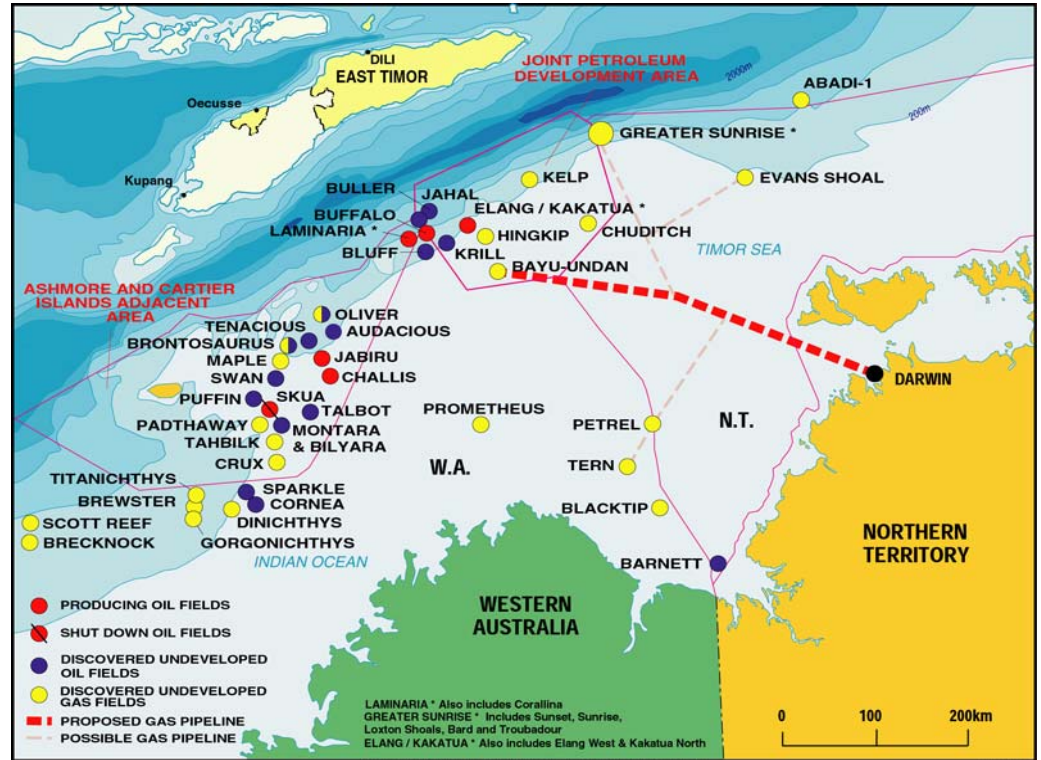 DILI
EAST TIMOR
Oecusse
Kupang
JOINT PETROLEUM
DEVELOPMENT AREA
2000m
200m
ABADI-1
GREATER SUNRISE *
KELP
EVANS SHOAL
BULLER
JAHAL
BUFFALO
ELANG / KAKATUA *
LAMINARIA *
HINGKIP
CHUDITCH
BLUFF
KRILL
TIMOR SEA
BAYU-UNDAN
ASHMORE AND CARTIER
ISLANDS ADJACENT
AREA
OLIVER
TENACIOUS
AUDACIOUS
BRONTOSAURUS
MAPLE
JABIRU
SWAN
CHALLIS
DARWIN
PUFFIN
SKUA
TALBOT
PROMETHEUS
PETREL
N.T.
PADTHAWAY
MONTARA
& BILYARA
TAHBILK
CRUX
W.A.
TERN
TITANICHTHYS
SPARKLE
BREWSTER
CORNEA
BLACKTIP
SCOTT REEF
DINICHTHYS
BRECKNOCK
GORGONICHTHYS
NORTHERN
TERRITORY
INDIAN OCEAN
BARNETT
WESTERN
AUSTRALIA
PRODUCING OIL FIELDS
SHUT DOWN OIL FIELDS
DISCOVERED UNDEVELOPED
OIL FIELDS
DISCOVERED UNDEVELOPED
GAS FIELDS
PROPOSED GAS PIPELINE
POSSIBLE GAS PIPELINE
LAMINARIA * Also includes Corallina
GREATER SUNRISE * Includes Sunset, Sunrise,
Loxton Shoals, Bard and Troubadour
ELANG / KAKATUA * Also includes Elang West & Kakatua North
0 100 200km